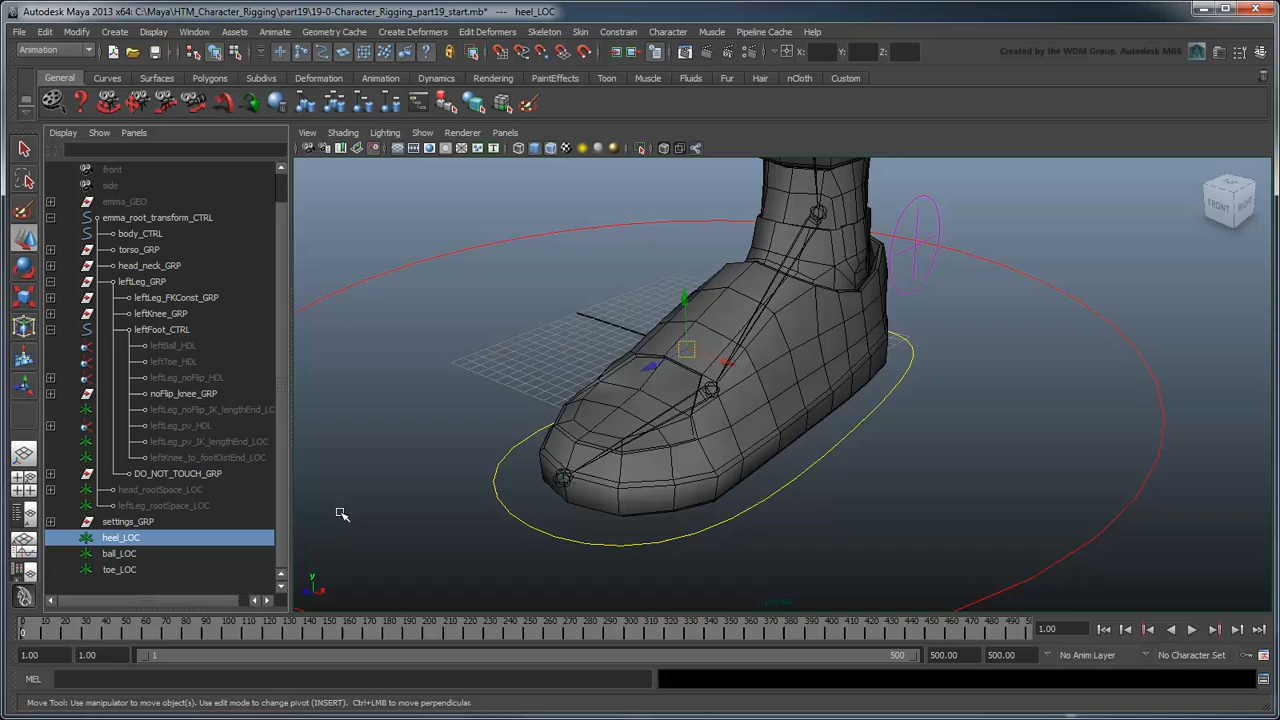 Autodesk Maya 2013 x64: C:\Maya\HTM_Character_Rigging\part19\19-0-Character_Rigging_part19_start.mb* --- heel_LOC
File Edit Modify Create Display Window Assets Animate Geometry Cache Create Deformers Edit Deformers Skeleton Skin Constrain Character Muscle Pipeline Cache Help
Animation X: Y: Z: Created by the WDM Group, Autodesk M&E
General Curves Surfaces Polygons Subdivs Deformation Animation Dynamics Rendering PaintEffects Toon Muscle Fluids Fur Hair nCloth Custom
Display Show Panels
View Shading Lighting Show Renderer Panels
front
side
emma_GEO
emma_root_transform_CTRL
body_CTRL
torso_GRP
head_neck_GRP
leftLeg_GRP
leftLeg_FKConst_GRP
leftKnee_GRP
leftFoot_CTRL
leftBall_HDL
leftToe_HDL
leftLeg_noFlip_HDL
noFlip_knee_GRP
leftLeg_noFlip_IK_lengthEnd_LC
leftLeg_pv_HDL
leftLeg_pv_IK_lengthEnd_LOC
leftKnee_to_footDistEnd_LOC
DO_NOT_TOUCH_GRP
head_rootSpace_LOC
leftLeg_rootSpace_LOC
settings_GRP
heel_LOC
ball_LOC
toe_LOC
FRONT RIGHT
y
persp
0 10 20 30 40 50 60 70 80 90 100 110 120 130 140 150 160 170 180 190 200 210 220 230 240 250 260 270 280 290 300 310 320 330 340 350 360 370 380 390 400 410 420 430 440 450 460 470 480 490 50
0 1.00
1.00 1.00 1 500 500.00 500.00 No Anim Layer No Character Set
MEL
Move Tool: Use manipulator to move object(s). Use edit mode to change pivot (INSERT). Ctrl+LMB to move perpendicular.